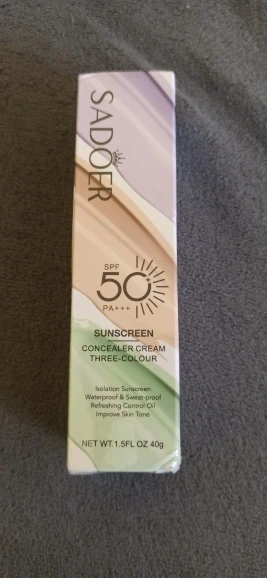 SADOER
SPF
50
PA+++
SUNSCREEN
CONCEALER CREAM
THREE-COLOUR
Isolation Sunscreen
Waterproof & Sweat-proof
Refreshing Control Oil
Improve Skin Tone
NET WT.1.5FL OZ 40g